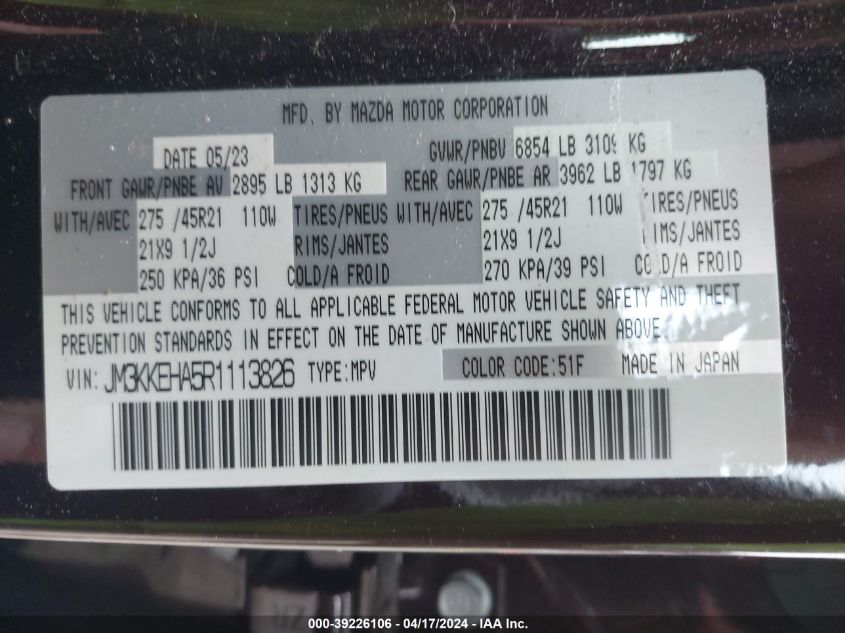 MFD. BY MAZDA MOTOR CORPORATION
DATE 05/23 GVWR/PNBV 6854 LB 3109 KG
FRONT GAWR/PNBE AV 2895 LB 1313 KG REAR GAWR/PNBE AR 3962 LB 1797 KG
WITH/AVEC 275 /45R21 110W TIRES/PNEUS WITH/AVEC 275 /45R21 110W TIRES/PNEUS
21X9 1/2J RIMS/JANTES 21X9 1/2J RIMS/JANTES
250 KPA/36 PSI COLD/A FROID 270 KPA/39 PSI COLD/A FROID
THIS VEHICLE CONFORMS TO ALL APPLICABLE FEDERAL MOTOR VEHICLE SAFETY AND THEFT
PREVENTION STANDARDS IN EFFECT ON THE DATE OF MANUFACTURE SHOWN ABOVE.
VIN: JM3KKEHA5R1113826 TYPE:MPV COLOR CODE:51F MADE IN JAPAN
000-39226106 - 04/17/2024 - IAAI.com